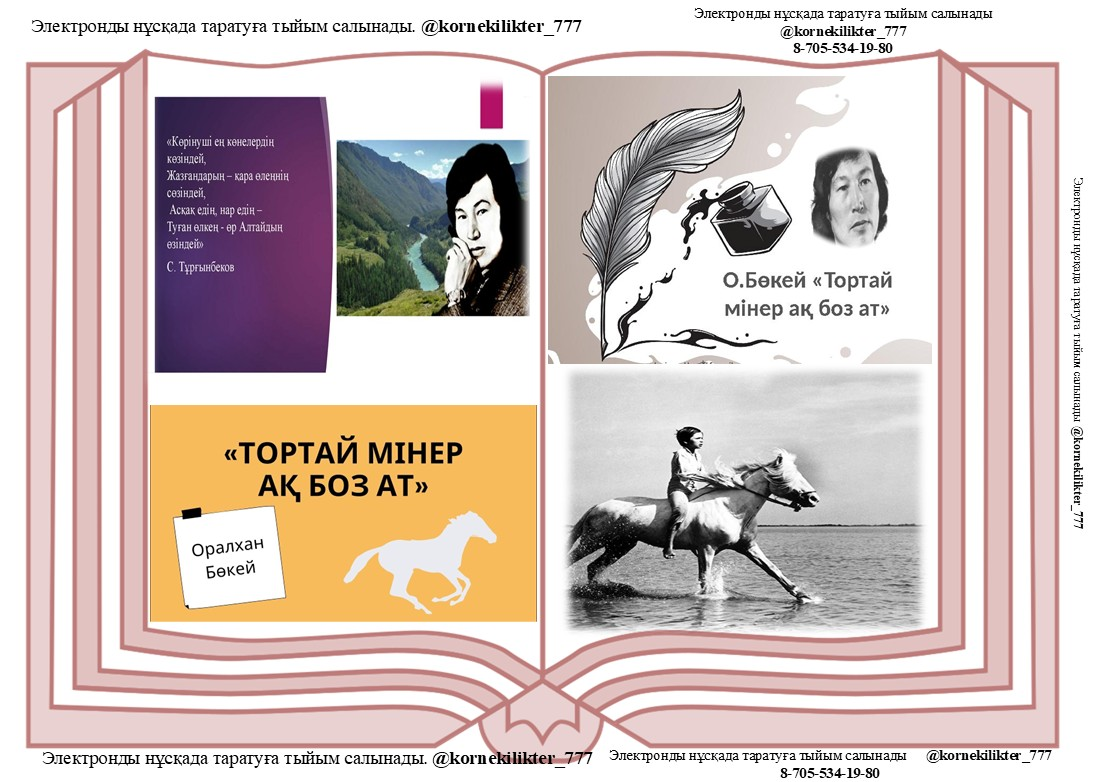 Электронды нұсқада таратуға тыйым салынады. @kornekilikter_777
Электронды нұсқада таратуға тыйым салынады
@kornekilikter_777
8-705-534-19-80
«Көрінуші ең көнелердің
көзіндей,
Жазғандарың – қара өлеңнің
сөзіндей,
Асқақ едің, нар едің –
Туған өлкең - өр Алтайдың
өзіндей»
С. Тұрғынбеков
О.Бөкей «Тортай
мінер ақ боз ат»
«ТОРТАЙ МІНЕР
АҚ БОЗ АТ»
Оралхан
Бөкей
Электронды нұсқада таратуға тыйым салынады @kornekilikter_777
Электронды нұсқада таратуға тыйым салынады. @kornekilikter_777
Электронды нұсқада таратуға тыйым салынады @kornekilikter_777
8-705-534-19-80